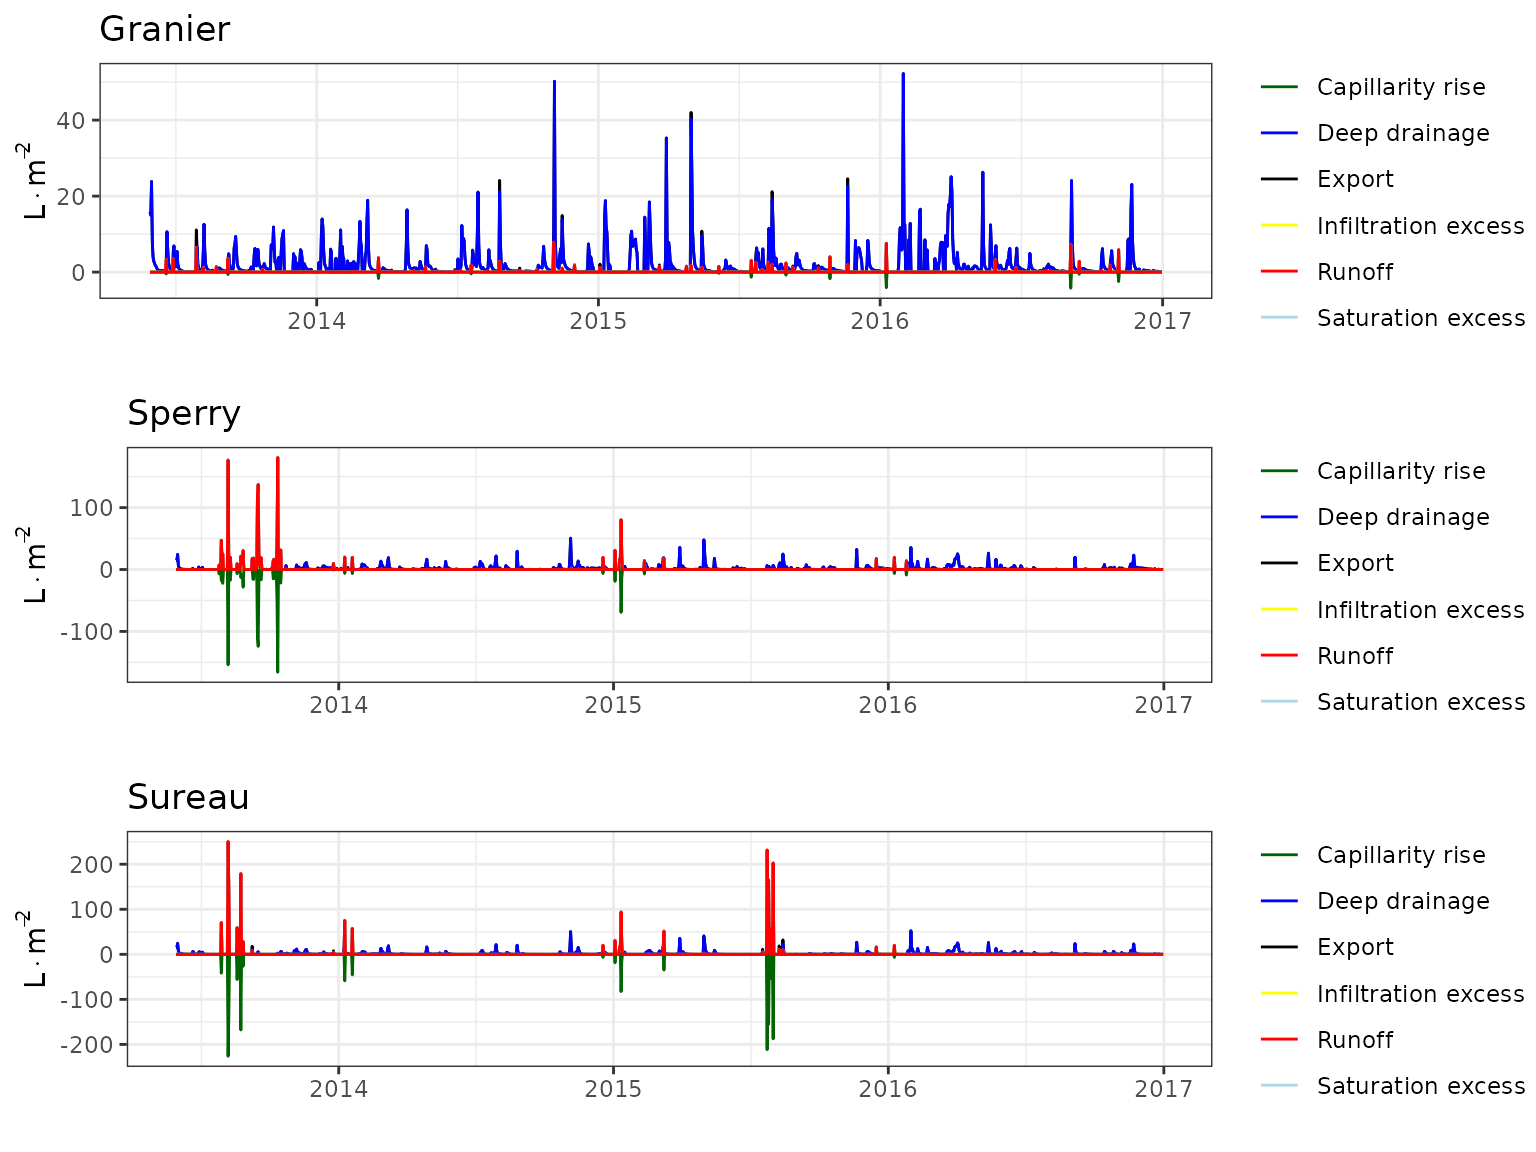 Granier
L·m⁻²
40
20
0
2014 2015 2016 2017
Capillarity rise
Deep drainage
Export
Infiltration excess
Runoff
Saturation excess
Sperry
L·m⁻²
100
0
-100
2014 2015 2016 2017
Capillarity rise
Deep drainage
Export
Infiltration excess
Runoff
Saturation excess
Sureau
L·m⁻²
200
100
0
-100
-200
2014 2015 2016 2017
Capillarity rise
Deep drainage
Export
Infiltration excess
Runoff
Saturation excess